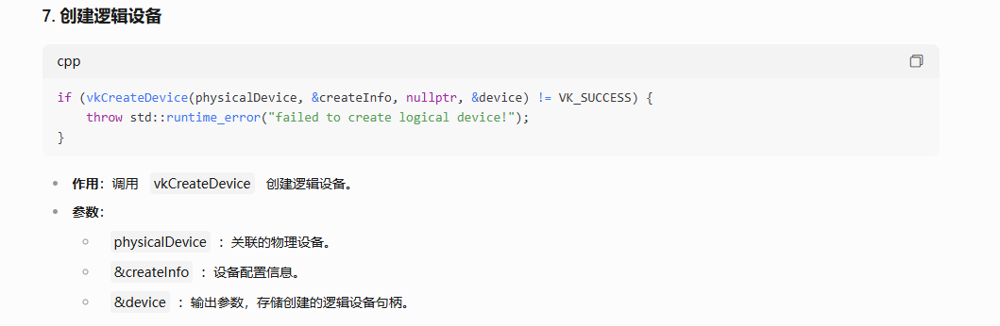 7. 创建逻辑设备
cpp
if (vkCreateDevice(physicalDevice, &createInfo, nullptr, &device) != VK_SUCCESS) {
    throw std::runtime_error("failed to create logical device!");
}
作用：调用 vkCreateDevice 创建逻辑设备。
参数：
physicalDevice ：关联的物理设备。
&createInfo ：设备配置信息。
&device ：输出参数，存储创建的逻辑设备句柄。